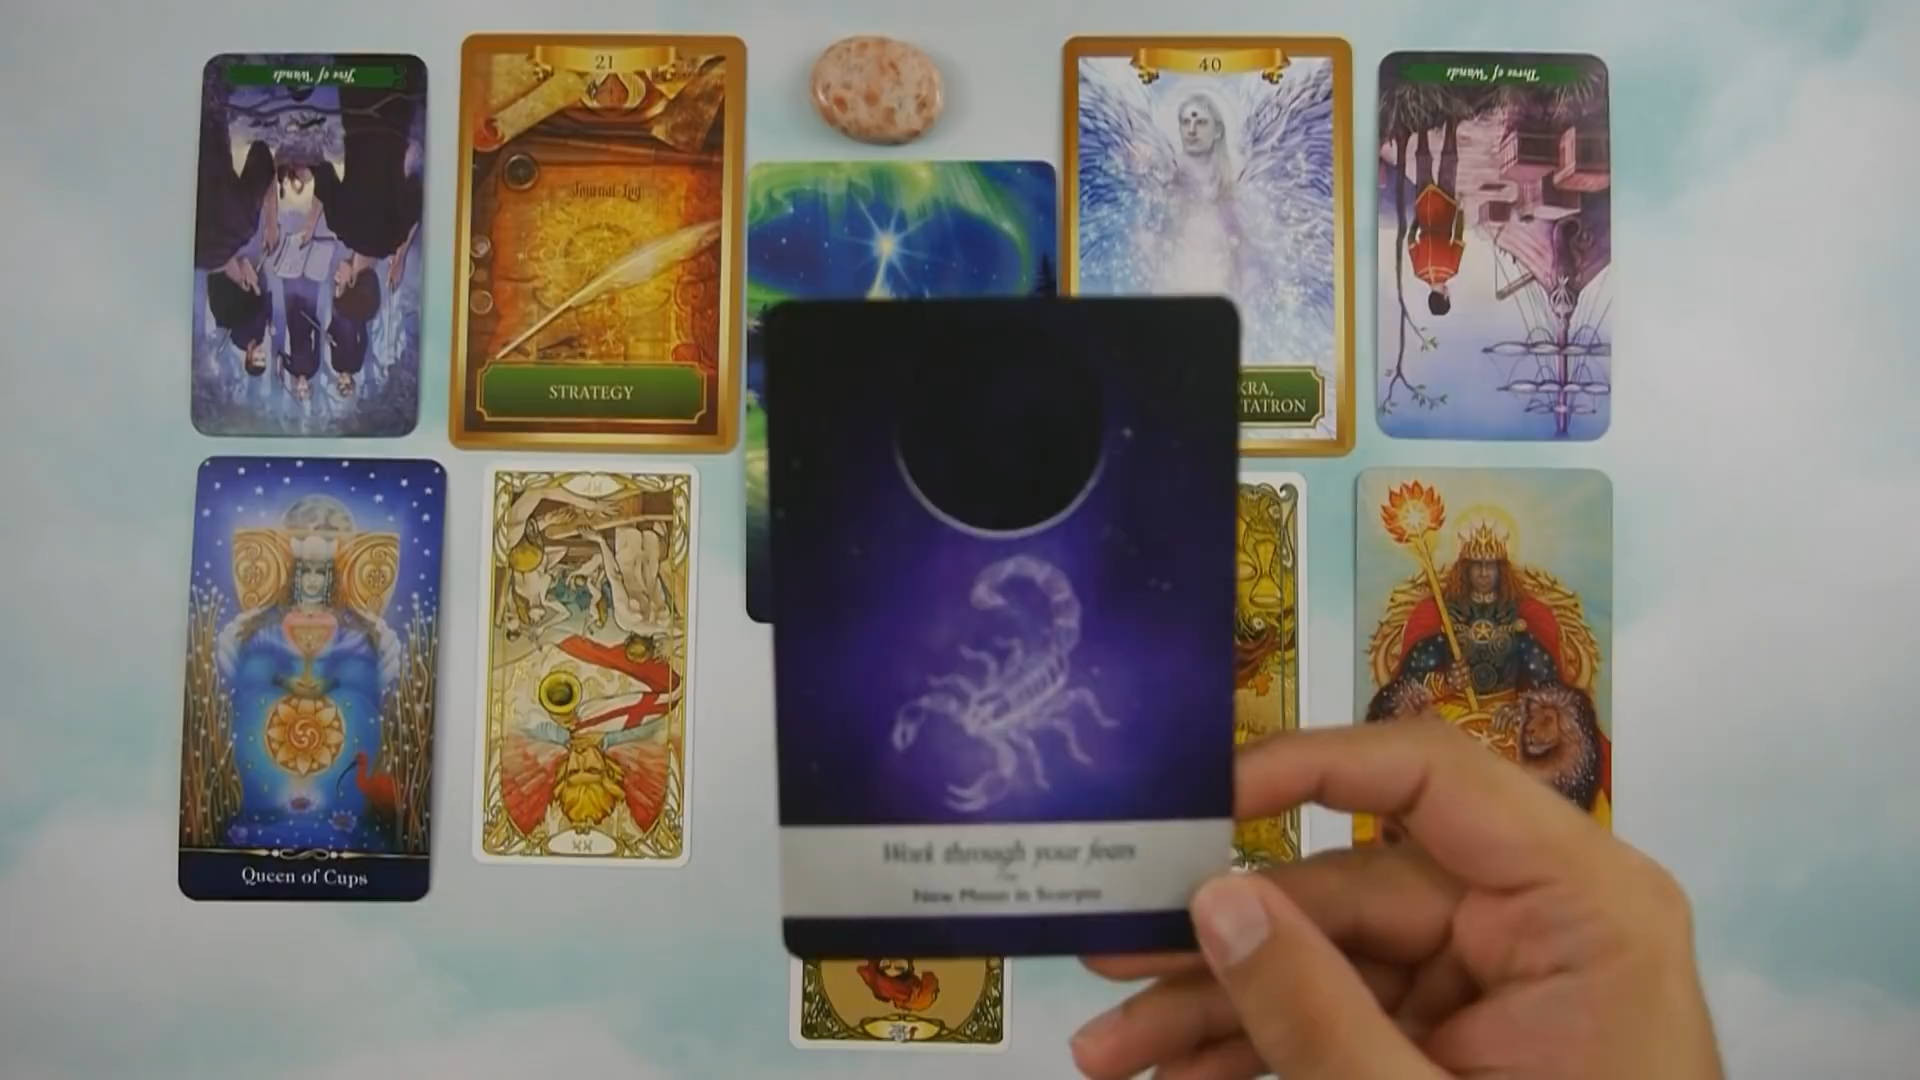 Five of Wands
21
Journal Log
STRATEGY
40
KRA,
TATRON
Three of Wands
Queen of Cups
XX
Work through your fears
New Moon in Scorpio